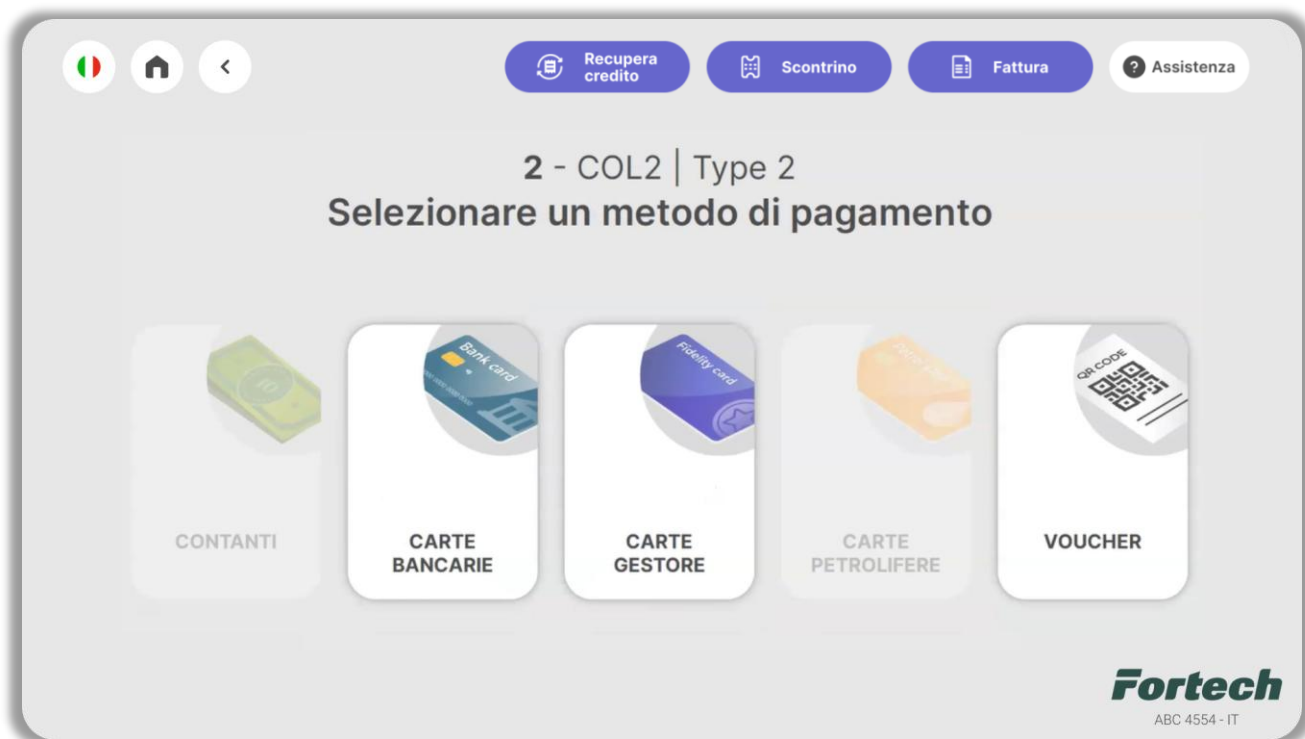 Recupera
credito
Scontrino
Fattura
? Assistenza
2 - COL2 | Type 2
Selezionare un metodo di pagamento
Bank card
Fidelity card
QR CODE
CONTANTI
CARTE
BANCARIE
CARTE
GESTORE
CARTE
PETROLIFERE
VOUCHER
Fortech
ABC 4554 - IT